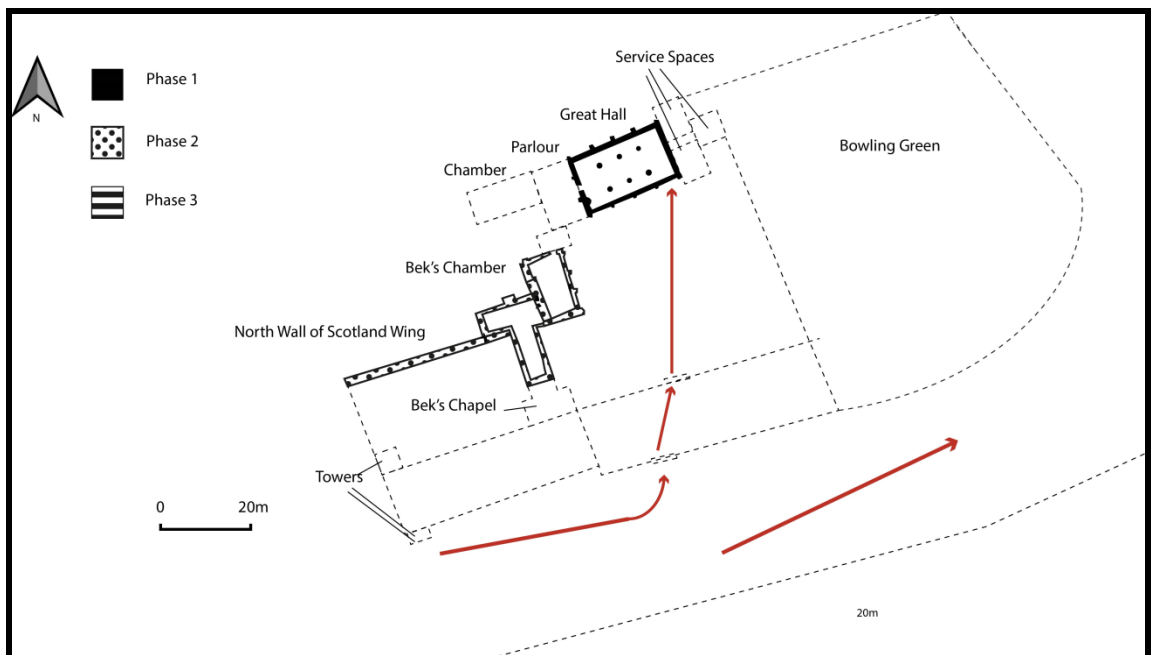 Service Spaces
Phase 1
Great Hall
Phase 2
Parlour
Bowling Green
Chamber
N
Phase 3
Bek's Chamber
North Wall of Scotland Wing
Bek's Chapel
Towers
0 20m
20m